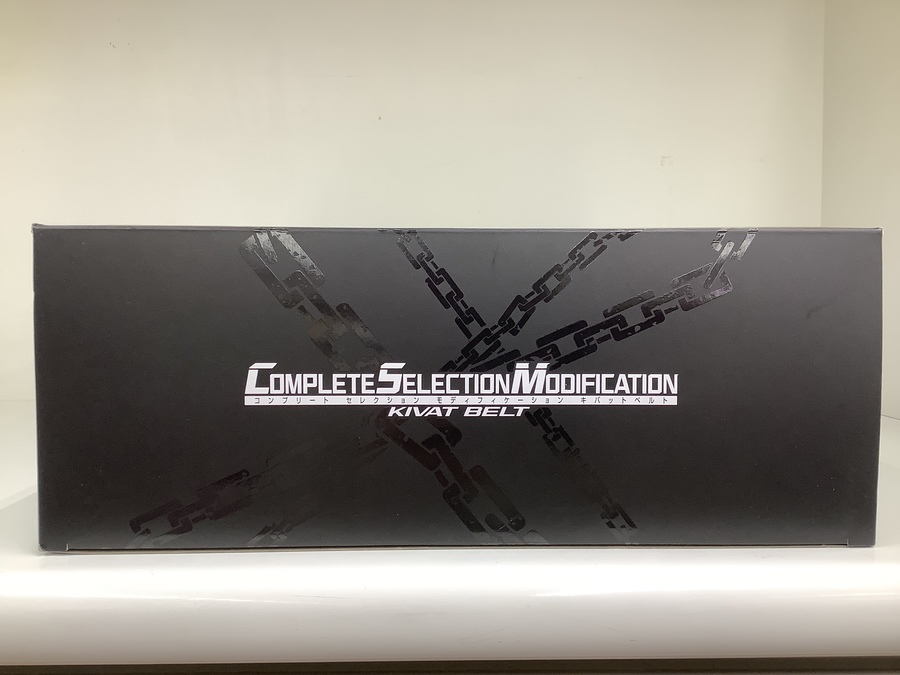 COMPLETE SELECTION MODIFICATION
コンプリート セレクション モディフィケーション キバットベルト
KIVAT BELT